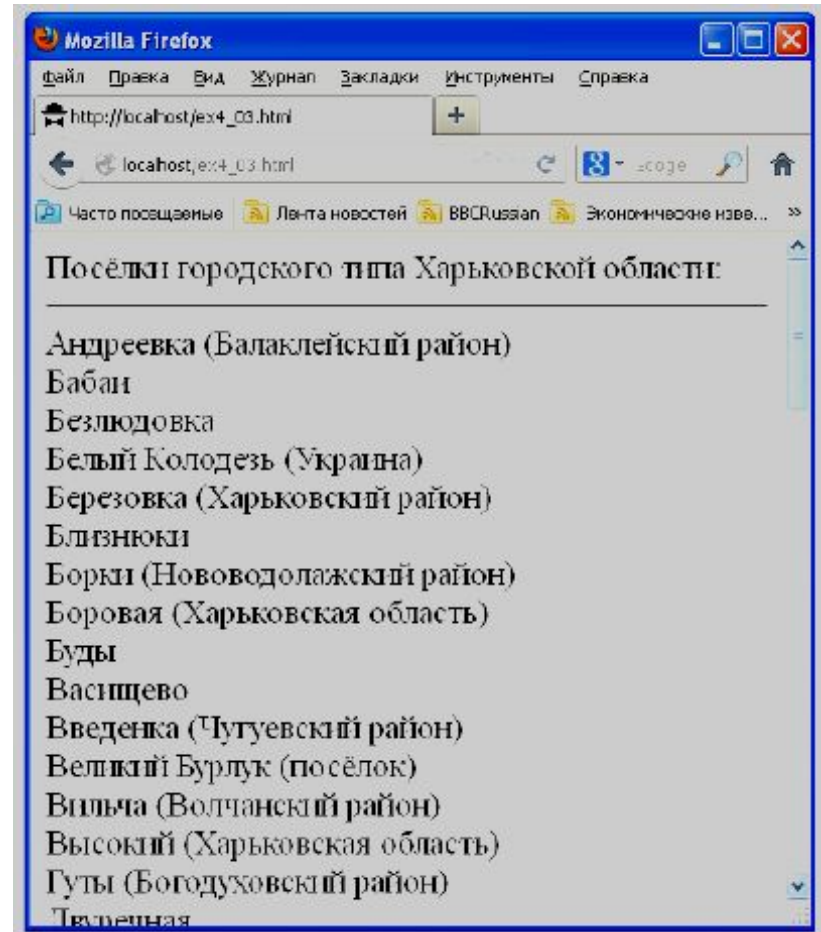 Mozilla Firefox
Файл Правка Вид Журнал Закладки Инструменты Справка
http://localhost/ex4_03.html
localhost/ex4_03.html
Часто посещаемые Лента новостей BBCRussian Экономические изве...
Посёлки городского типа Харьковской области:
Андреевка (Балаклейский район)
Бабаи
Безлюдовка
Белый Колодезь (Украина)
Березовка (Харьковский район)
Близнюки
Борки (Нововодолажский район)
Боровая (Харьковская область)
Буды
Васищево
Введенка (Чугуевский район)
Великий Бурлук (посёлок)
Вильча (Волчанский район)
Высокий (Харьковская область)
Гуты (Богодуховский район)
Двуречная